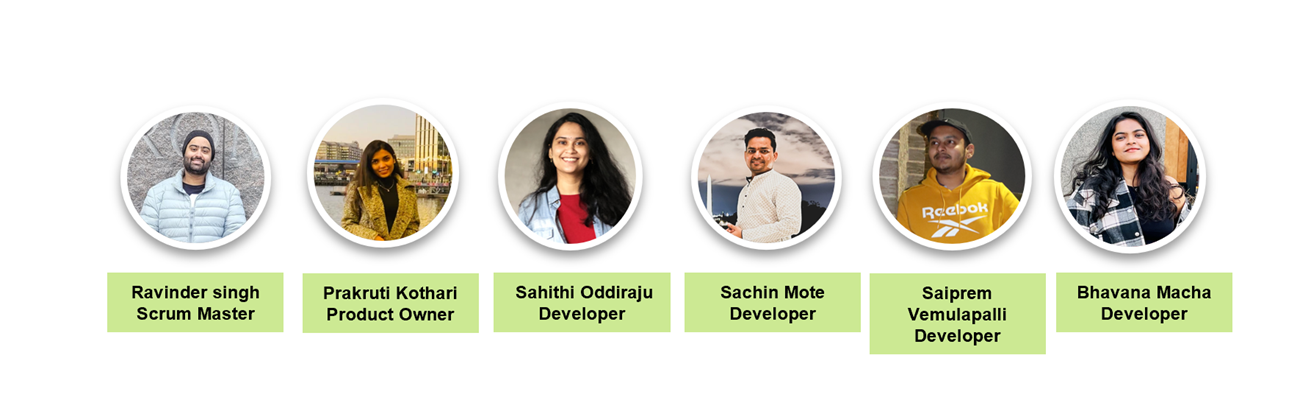 Ravinder singh
Scrum Master
Prakruti Kothari
Product Owner
Sahithi Oddiraju
Developer
Sachin Mote
Developer
Reebok
Saiprem
Vemulapalli
Developer
Bhavana Macha
Developer